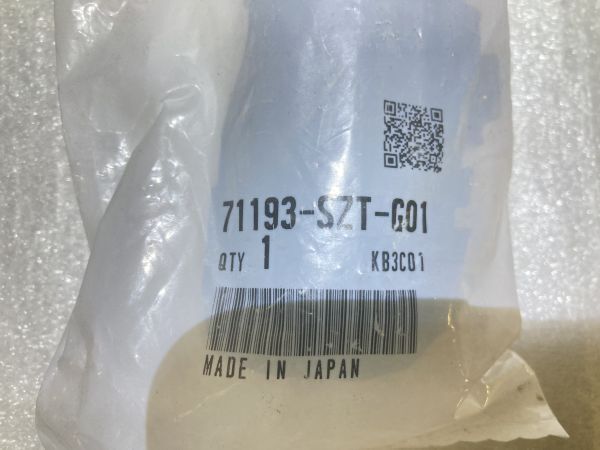 71193-SZT-G01
QTY 1 KB3C01
MADE IN JAPAN